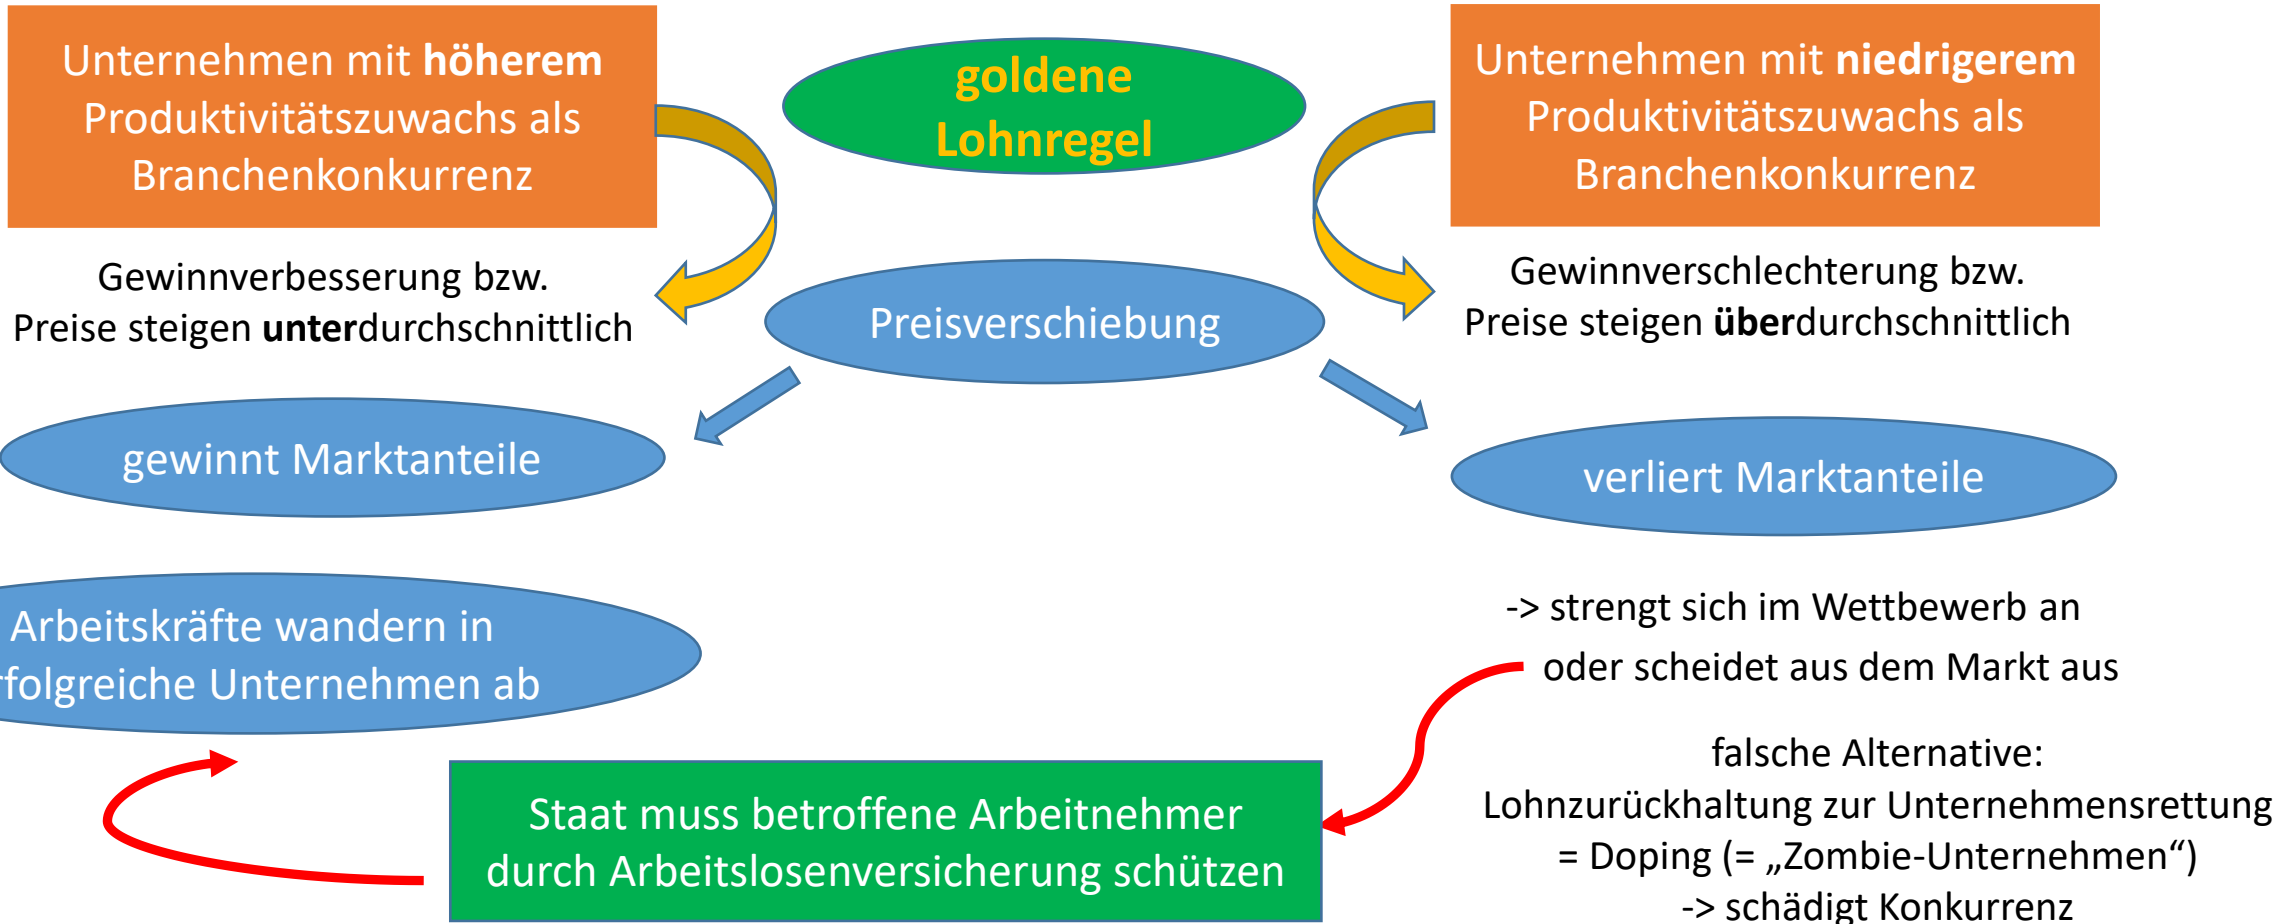 Unternehmen mit höherem
Produktivitätszuwachs als
Branchenkonkurrenz
goldene
Lohnregel
Unternehmen mit niedrigerem
Produktivitätszuwachs als
Branchenkonkurrenz
Gewinnverbesserung bzw.
Preise steigen unterdurchschnittlich
Preisverschiebung
Gewinnverschlechterung bzw.
Preise steigen überdurchschnittlich
gewinnt Marktanteile
verliert Marktanteile
Arbeitskräfte wandern in
rfolgreiche Unternehmen ab
-> strengt sich im Wettbewerb an
oder scheidet aus dem Markt aus
Staat muss betroffene Arbeitnehmer
durch Arbeitslosenversicherung schützen
falsche Alternative:
Lohnzurückhaltung zur Unternehmensrettung
= Doping (= „Zombie-Unternehmen“)
-> schädigt Konkurrenz